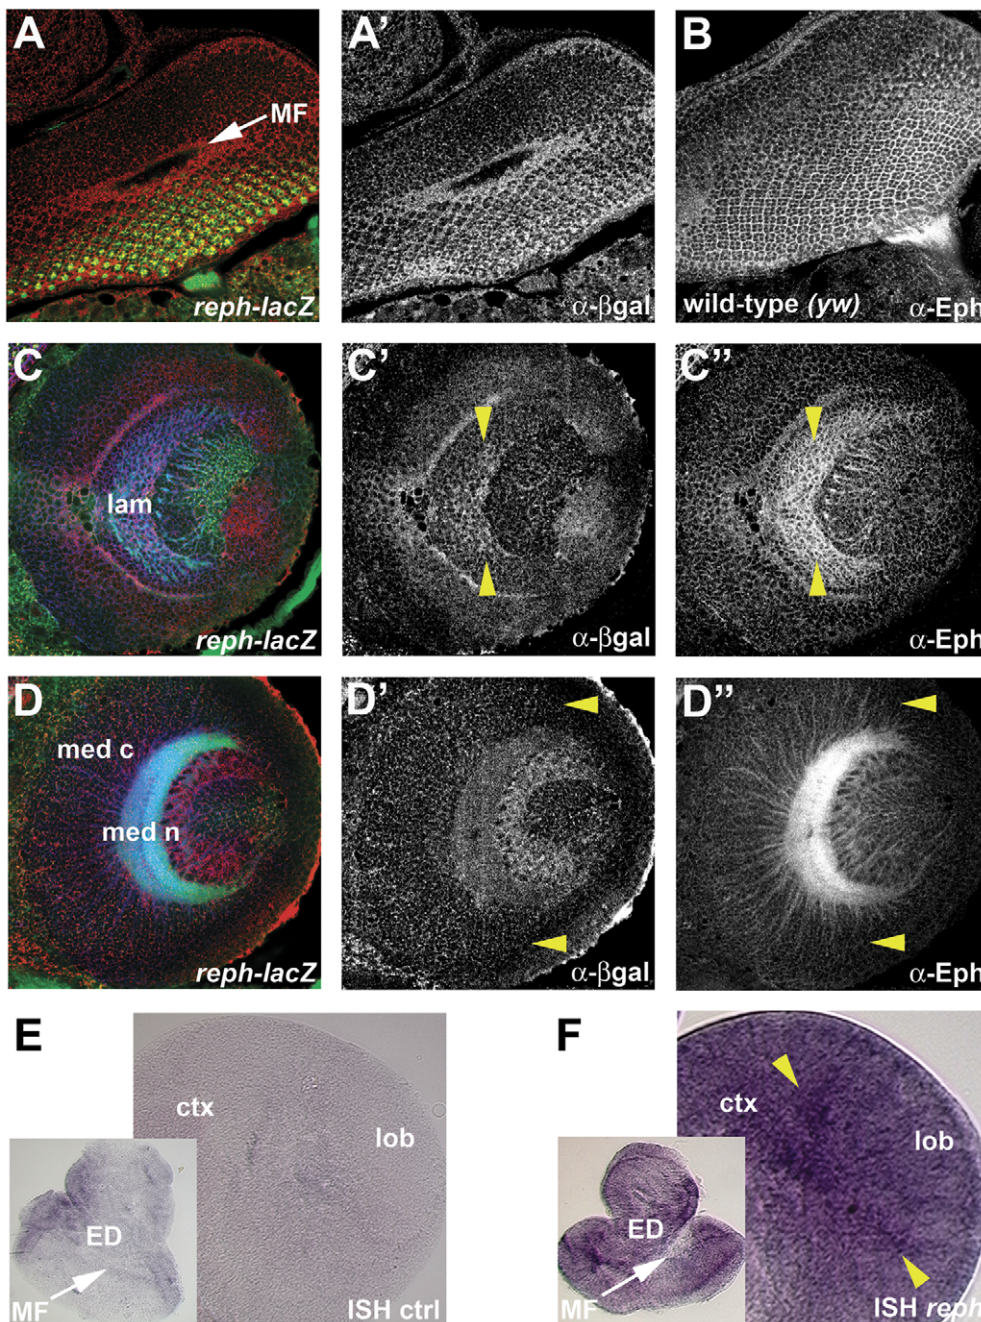 A
MF
reph-lacZ
A'
α-βgal
B
wild-type (yw)
α-Eph
C
lam
reph-lacZ
C'
α-βgal
C"
α-Eph
D
med c
med n
reph-lacZ
D'
α-βgal
D"
α-Eph
E
ctx
lob
ED
MF
ISH ctrl
F
ctx
lob
ED
MF
ISH reph